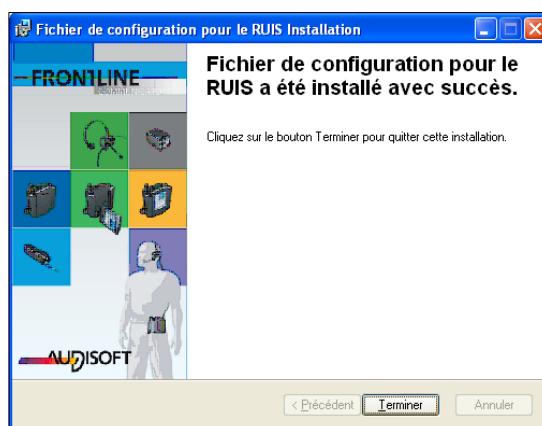 Fichier de configuration pour le RUIS Installation
FRONTLINE
Fichier de configuration pour le
RUIS a été installé avec succès.
Cliquez sur le bouton Terminer pour quitter cette installation.
AUDISOFT
< Précédent
Terminer
Annuler